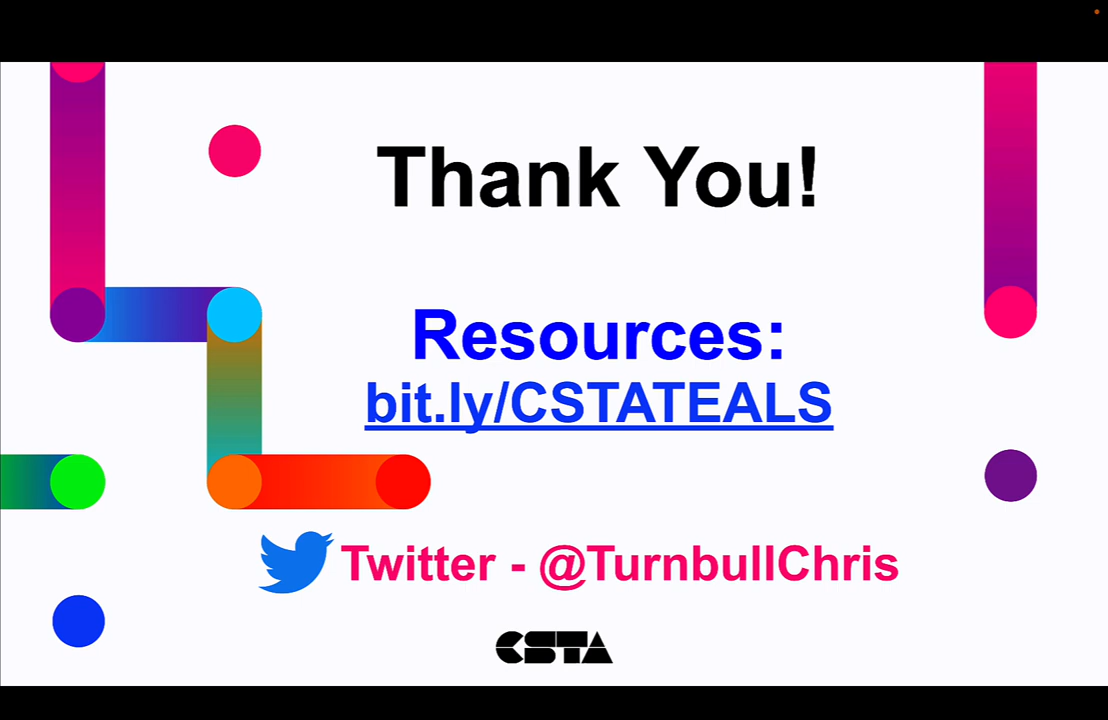 Thank You!
Resources:
bit.ly/CSTATEALS
Twitter - @TurnbullChris
CSTA